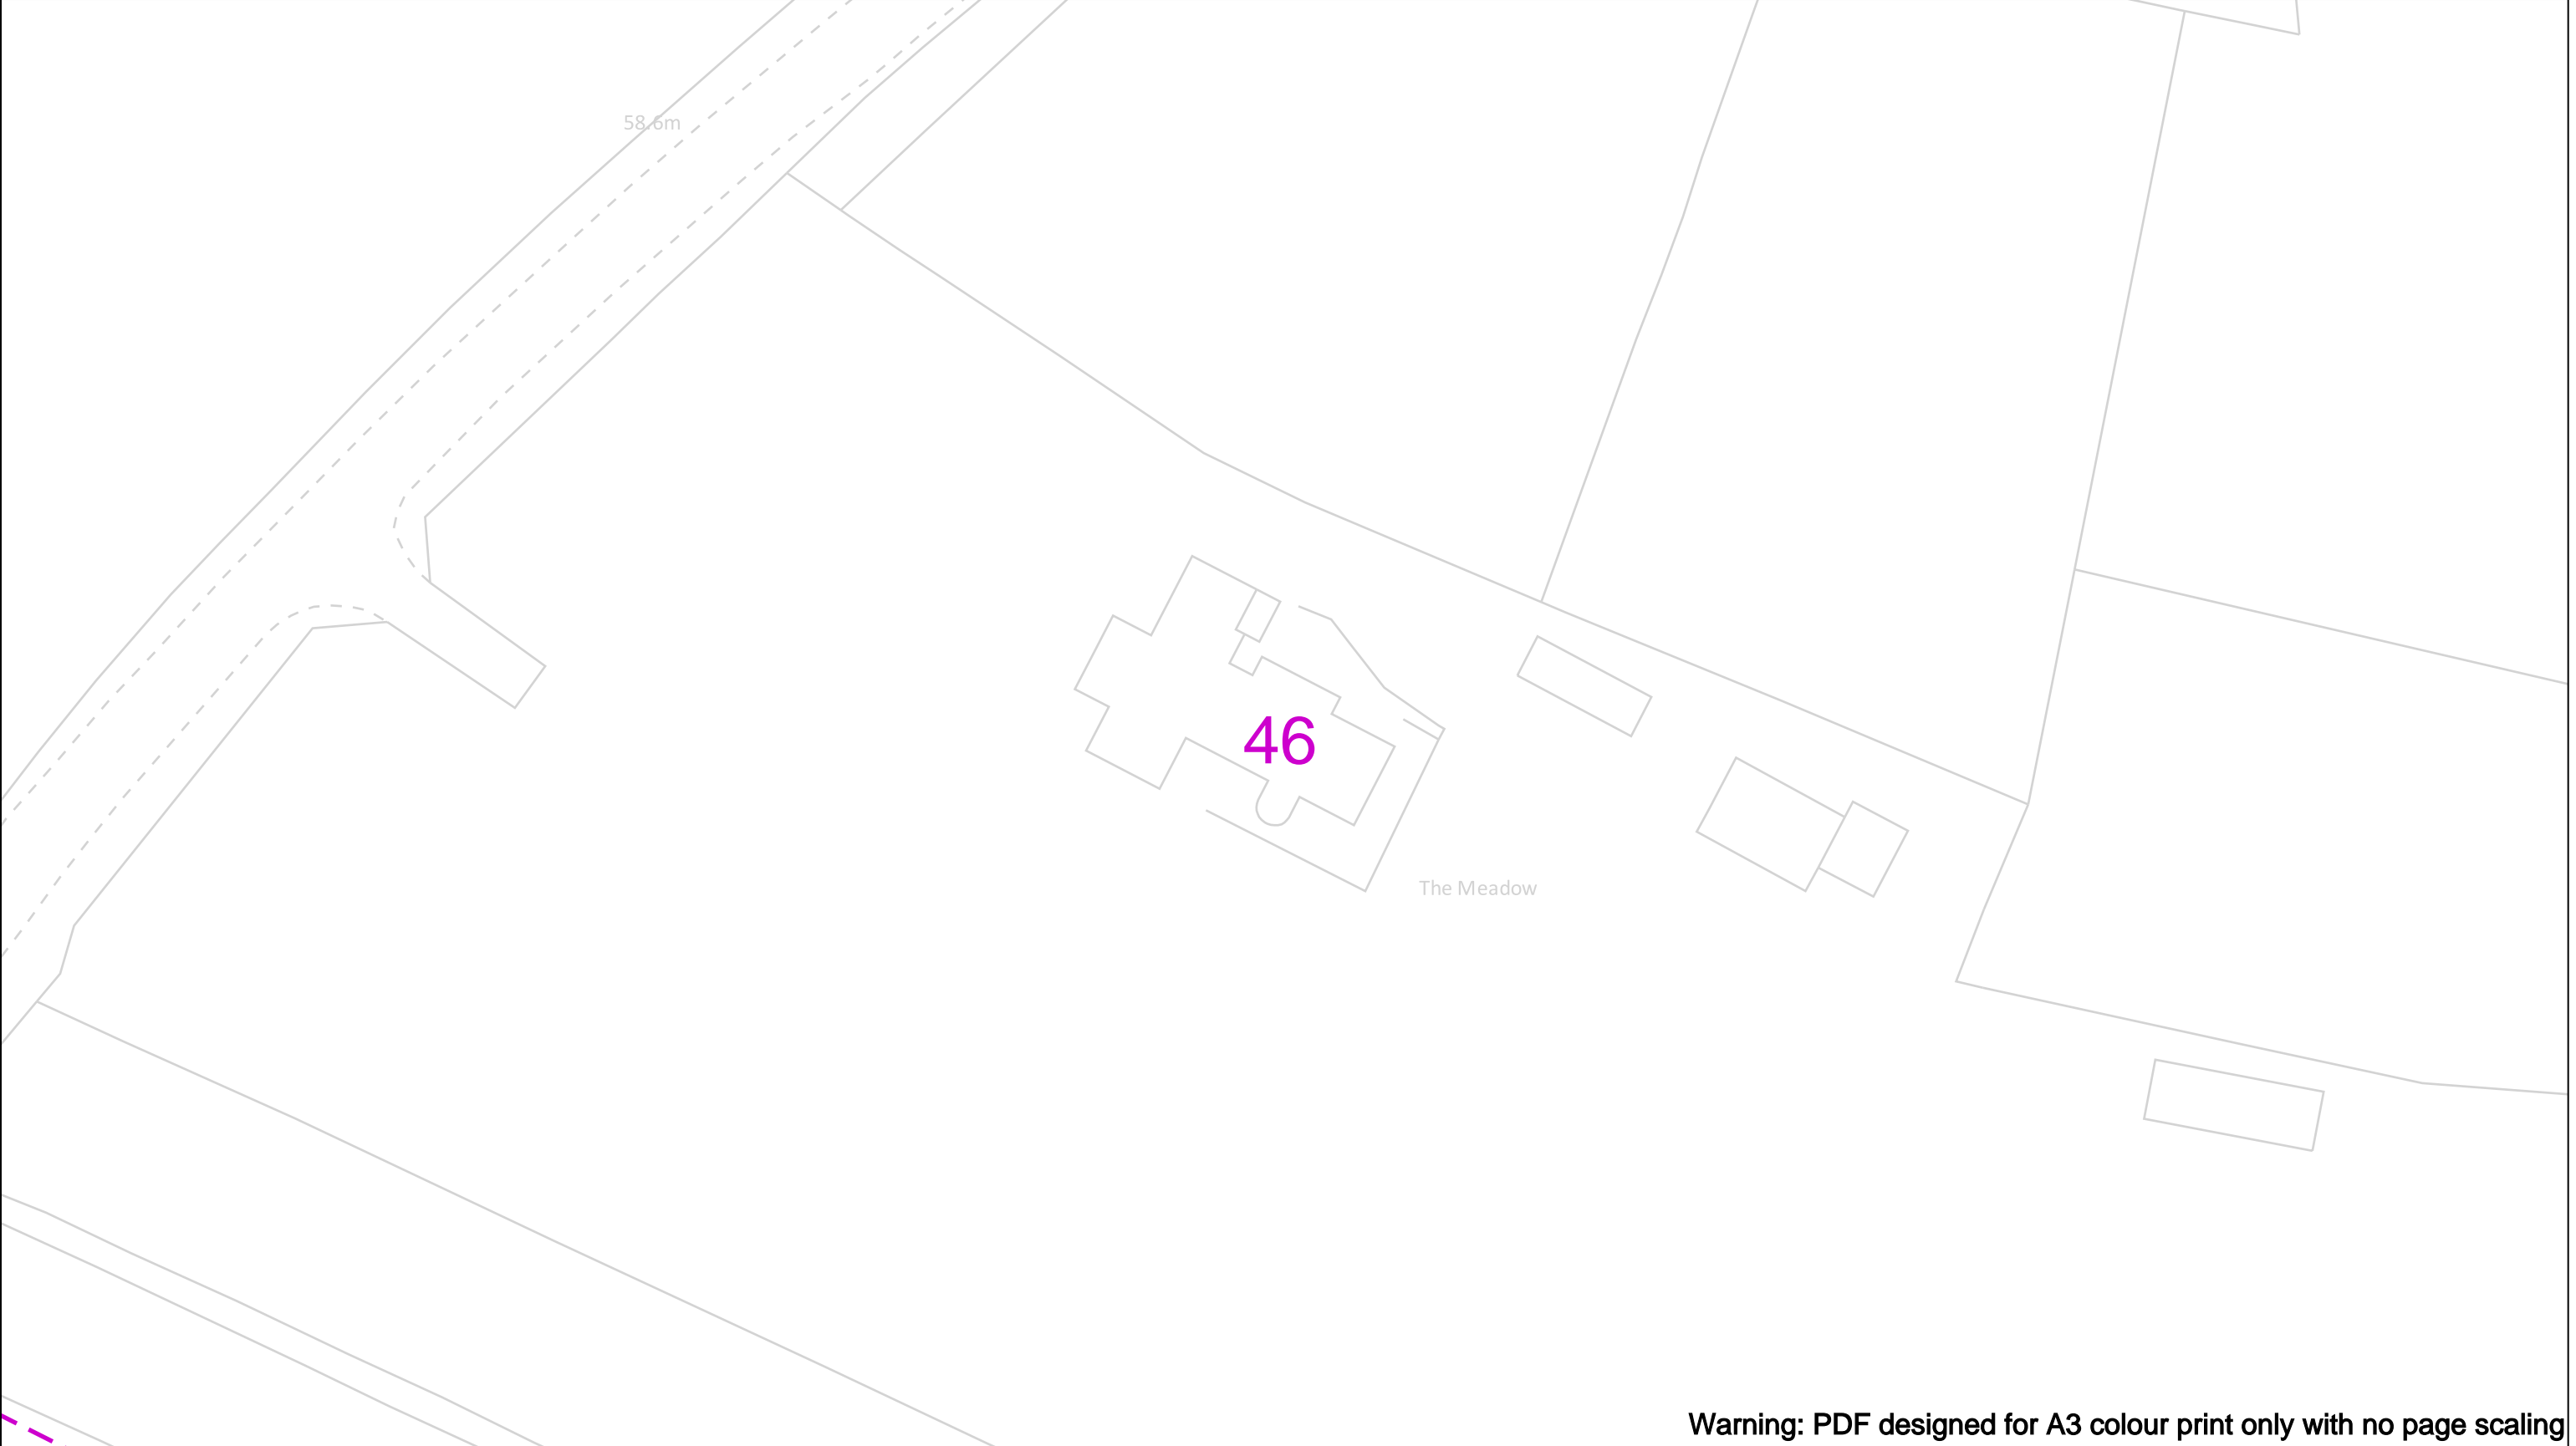 58.6m
46
The Meadow
Warning: PDF designed for A3 colour print only with no page scaling